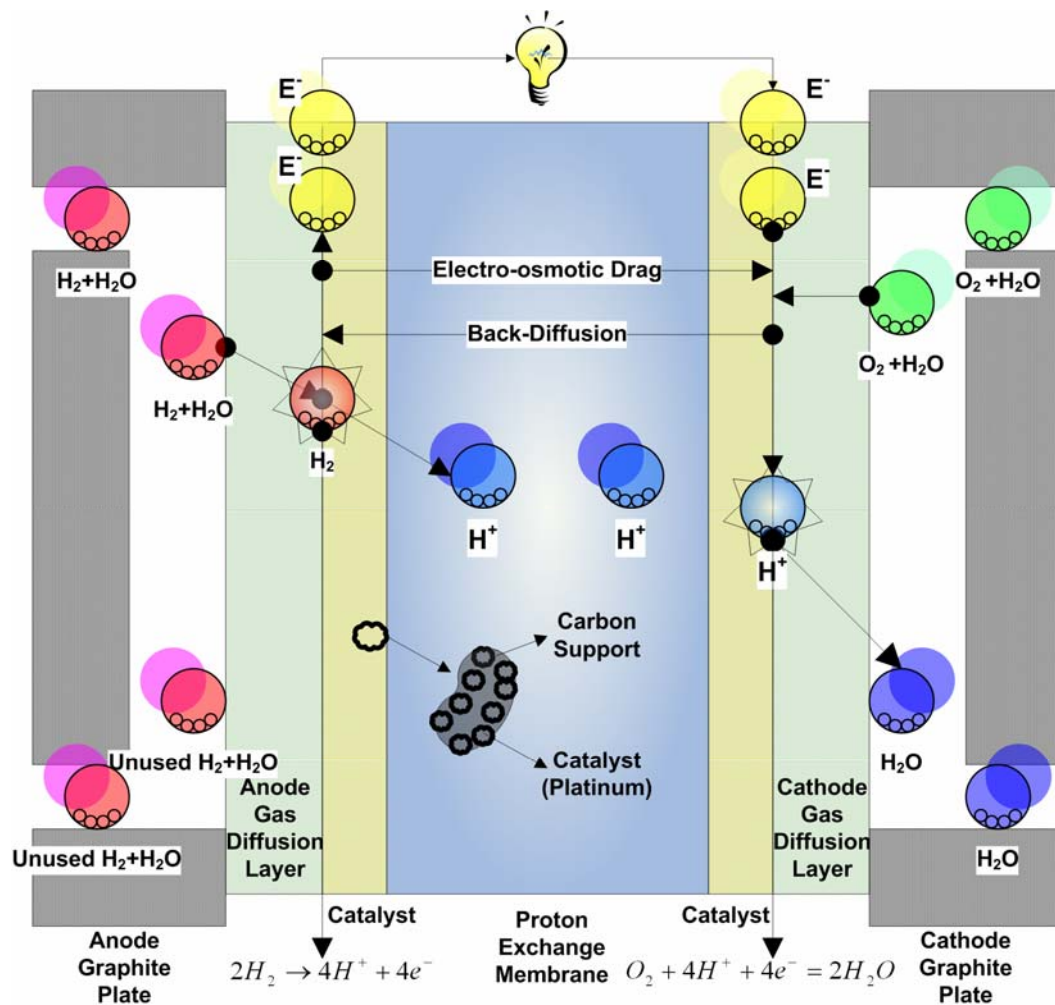 E⁻
E⁻
E⁻
E⁻
Electro-osmotic Drag
Back-Diffusion
H₂+H₂O
H₂+H₂O
H₂
O₂+H₂O
O₂+H₂O
H⁺
H⁺
H⁺
Carbon
Support
Catalyst
(Platinum)
Unused H₂+H₂O
Unused H₂+H₂O
H₂O
H₂O
Anode
Gas
Diffusion
Layer
Cathode
Gas
Diffusion
Layer
Anode
Graphite
Plate
Catalyst
2H₂ → 4H⁺ + 4e⁻
Proton
Exchange
Membrane
Catalyst
O₂ + 4H⁺ + 4e⁻ = 2H₂O
Cathode
Graphite
Plate